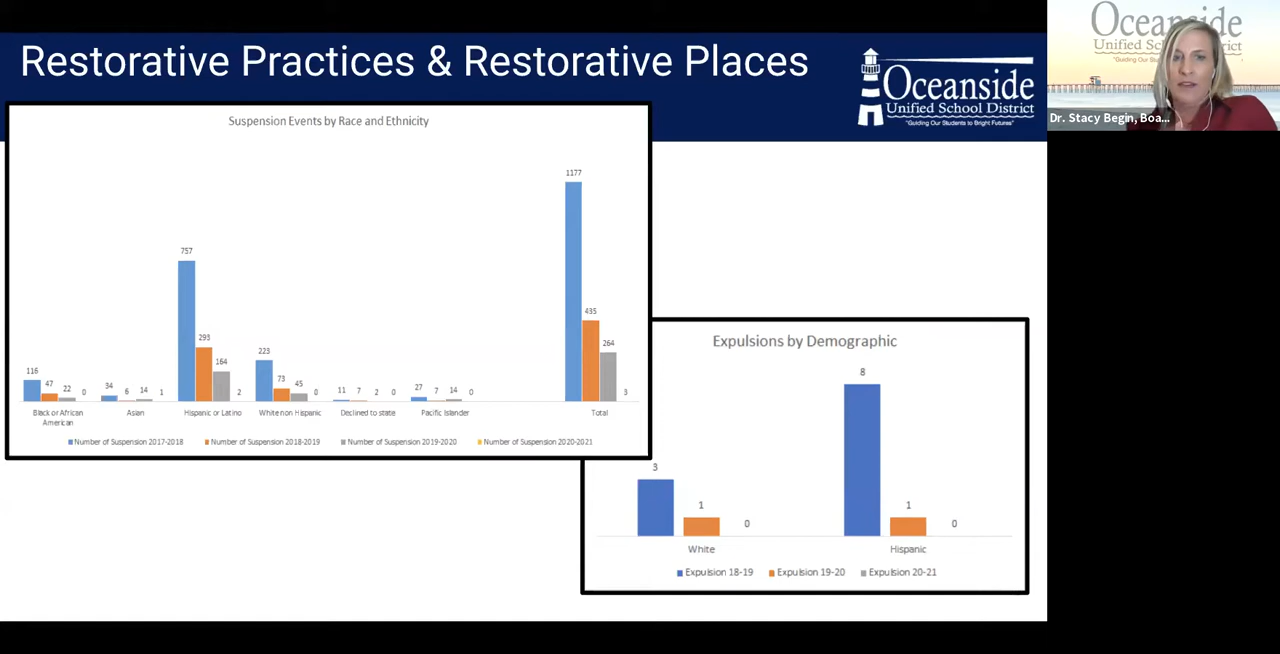 Restorative Practices & Restorative Places
Oceanside
Unified School District
"Guiding Our Students to Bright Futures"
Oceanside
Unified School District
Dr. Stacy Begin, Boa...
Suspension Events by Race and Ethnicity
1177
757
435
293
264
223
164
116
73
47
45
34
27
22
14
14
11
7
7
6
3
2
2
1
0
0
0
0
Black or African
American
Asian
Hispanic or Latino
White non Hispanic
Declined to state
Pacific Islander
Total
Number of Suspension 2017-2018
Number of Suspension 2018-2019
Number of Suspension 2019-2020
Number of Suspension 2020-2021
Expulsions by Demographic
8
3
1
1
0
0
White
Hispanic
Expulsion 18-19
Expulsion 19-20
Expulsion 20-21